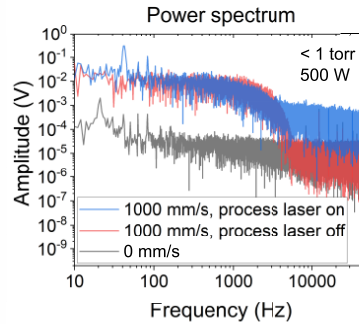 Power spectrum
10⁰
< 1 torr
10⁻¹
500 W
10⁻²
10⁻³
10⁻⁴
10⁻⁵
10⁻⁶
10⁻⁷
10⁻⁸
10⁻⁹
Amplitude (V)
1000 mm/s, process laser on
1000 mm/s, process laser off
0 mm/s
10 100 1000 10000
Frequency (Hz)